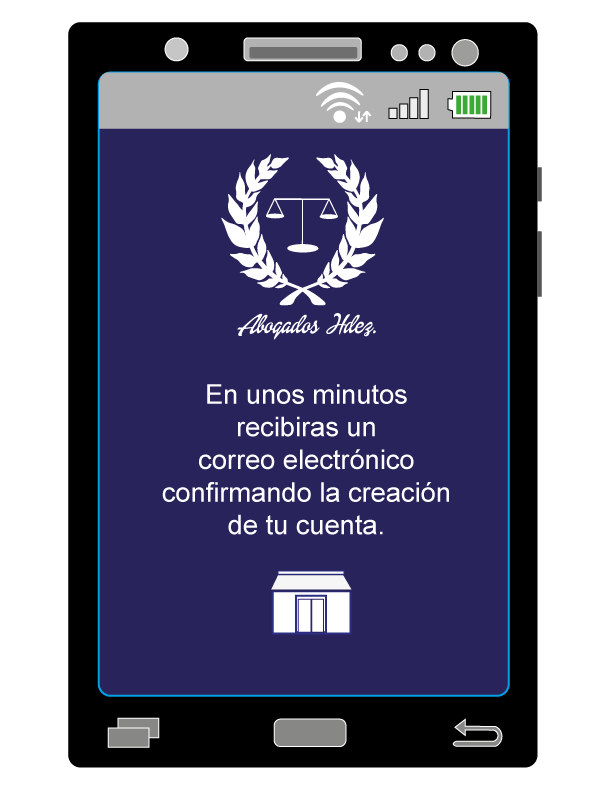 Abogados Hdez.
En unos minutos
recibiras un
correo electrónico
confirmando la creación
de tu cuenta.